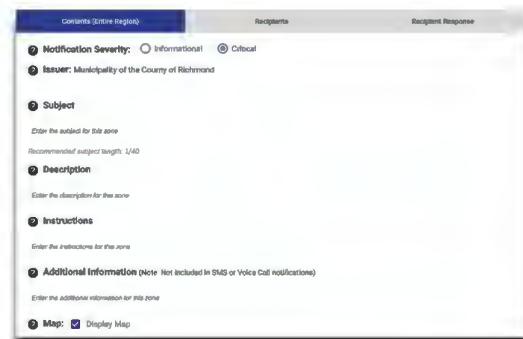 Contents (Entire Region) Recipients Recipient Response
Notification Severity: Informational Critical
Issuer: Municipality of the County of Richmond
Subject
Enter the subject for this zone
Recommended subject length: 1/40
Description
Enter the description for this zone
Instructions
Enter the instructions for this zone
Additional Information (Note Not included in SMS or Voice Call notifications)
Enter the additional information for this zone
Map: Display Map